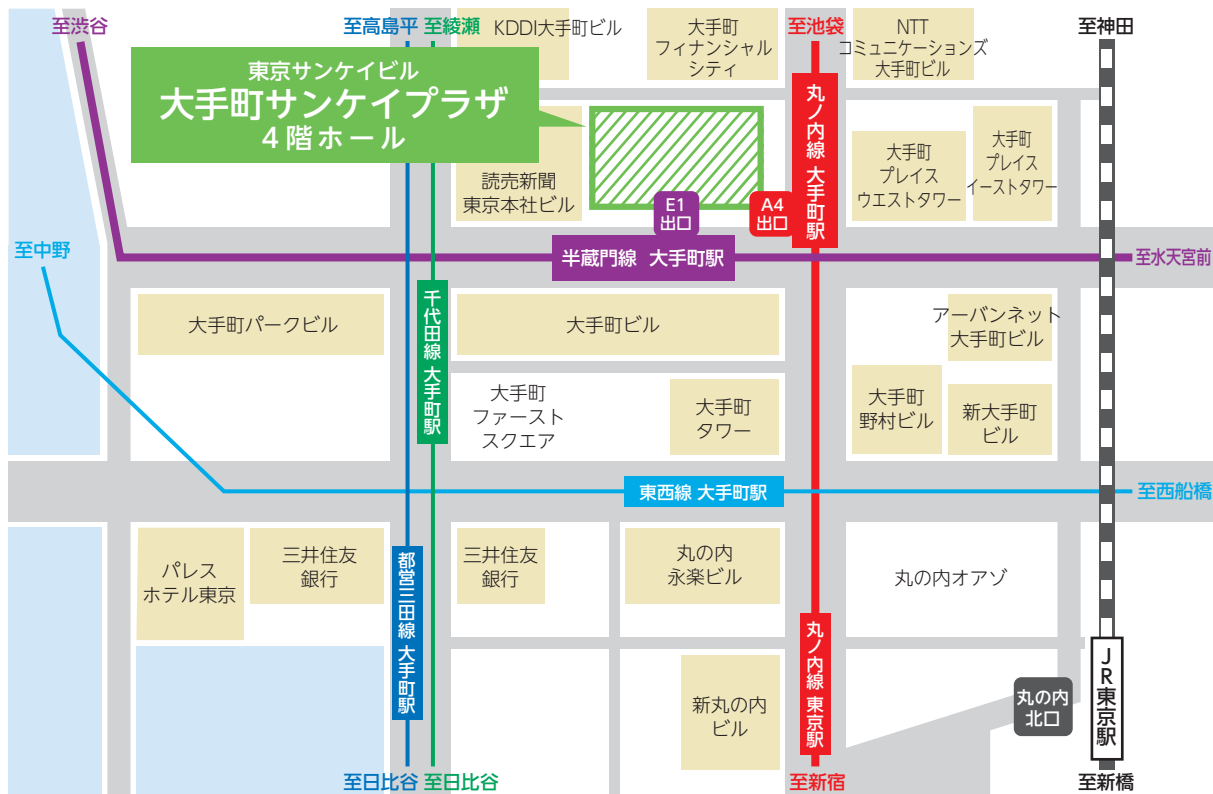 至渋谷
至高島平
至綾瀬
KDDI大手町ビル
大手町
フィナンシャル
シティ
至池袋
NTT
コミュニケーションズ
大手町ビル
至神田
東京サンケイビル
大手町サンケイプラザ
4階ホール
丸ノ内線 大手町駅
読売新聞
東京本社ビル
E1
出口
A4
出口
大手町
プレイス
ウエストタワー
大手町
プレイス
イーストタワー
至中野
半蔵門線 大手町駅
至水天宮前
大手町パークビル
千代田線 大手町駅
大手町ビル
アーバンネット
大手町ビル
大手町
ファースト
スクエア
大手町
タワー
大手町
野村ビル
新大手町
ビル
東西線 大手町駅
至西船橋
パレス
ホテル東京
三井住友
銀行
都営三田線 大手町駅
三井住友
銀行
丸の内
永楽ビル
丸の内オアゾ
丸ノ内線 東京駅
新丸の内
ビル
丸の内
北口
JR東京駅
至日比谷
至日比谷
至新宿
至新橋